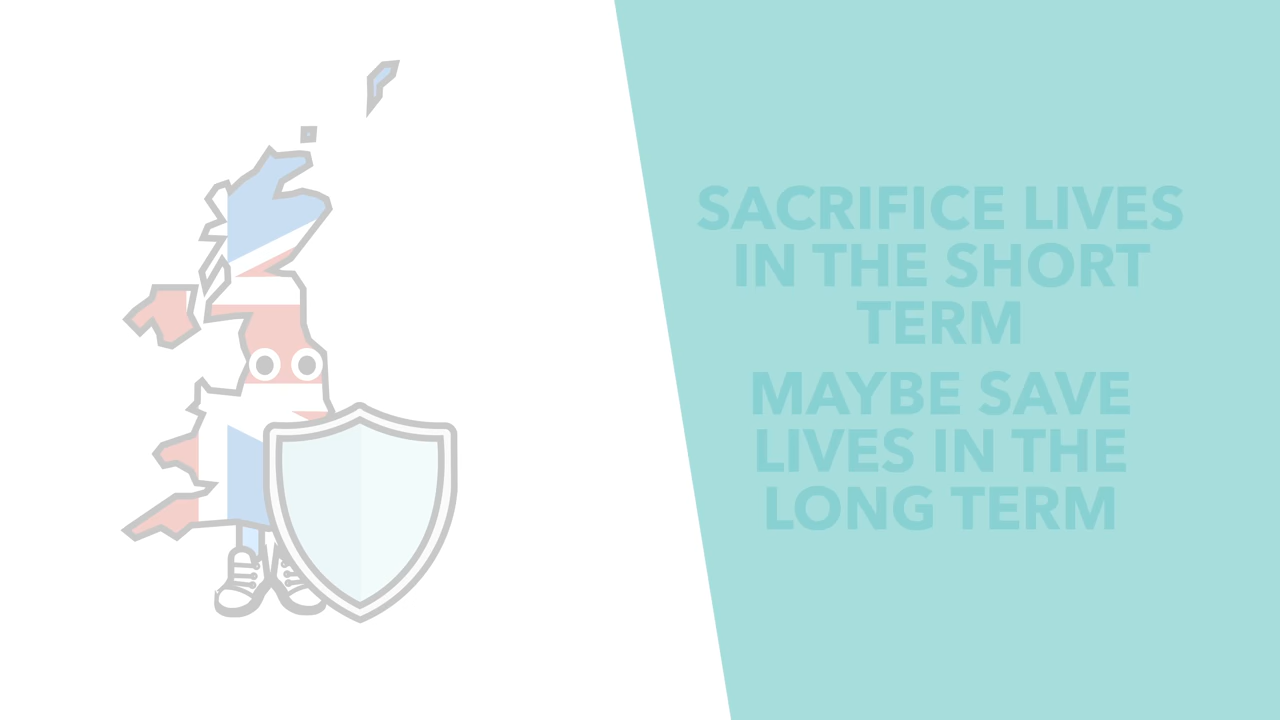 SACRIFICE LIVES
IN THE SHORT
TERM
MAYBE SAVE
LIVES IN THE
LONG TERM